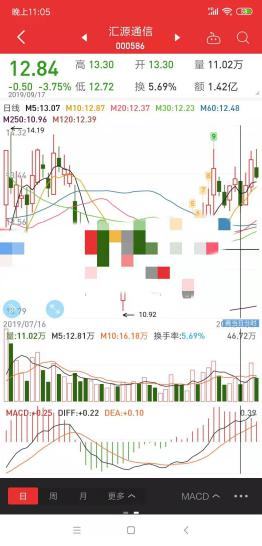 晚上11:05
汇源通信
000586
12.84 高 13.30 开 13.30 量 11.02万
-0.50 -3.75% 低 12.72 换 5.69% 额 1.42亿
2019/09/17
日线 M5:13.07 M10:12.87 M20:12.37 M30:12.23 M60:12.48
M250:10.96 M120:12.39
14.32
14.19
9
10.92
2019/07/16
量:11.02万 M5:12.81万 M10:16.18万 换手率:5.69% 46.72万
MACD:+0.25 DIFF:+0.22 DEA:+0.10 0.39
日 周 月 更多 MACD